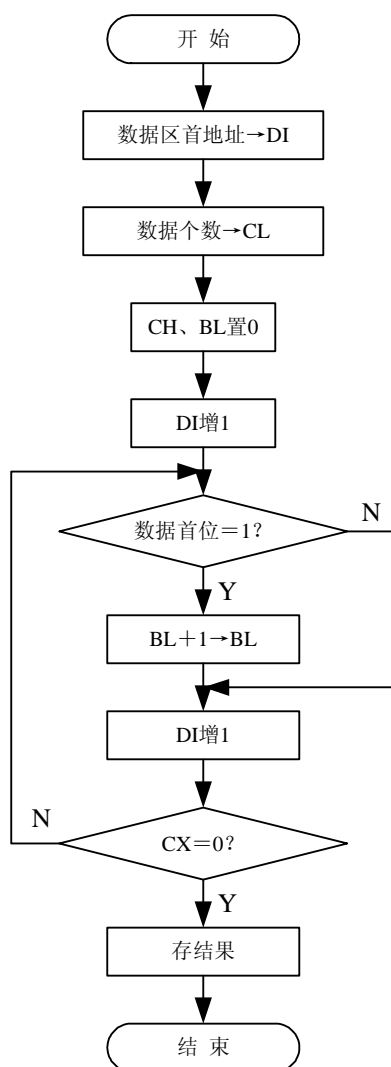 开 始
数据区首地址→DI
数据个数→CL
CH、BL置0
DI增1
数据首位＝1？
N
Y
BL＋1→BL
DI增1
N
CX＝0？
Y
存结果
结 束